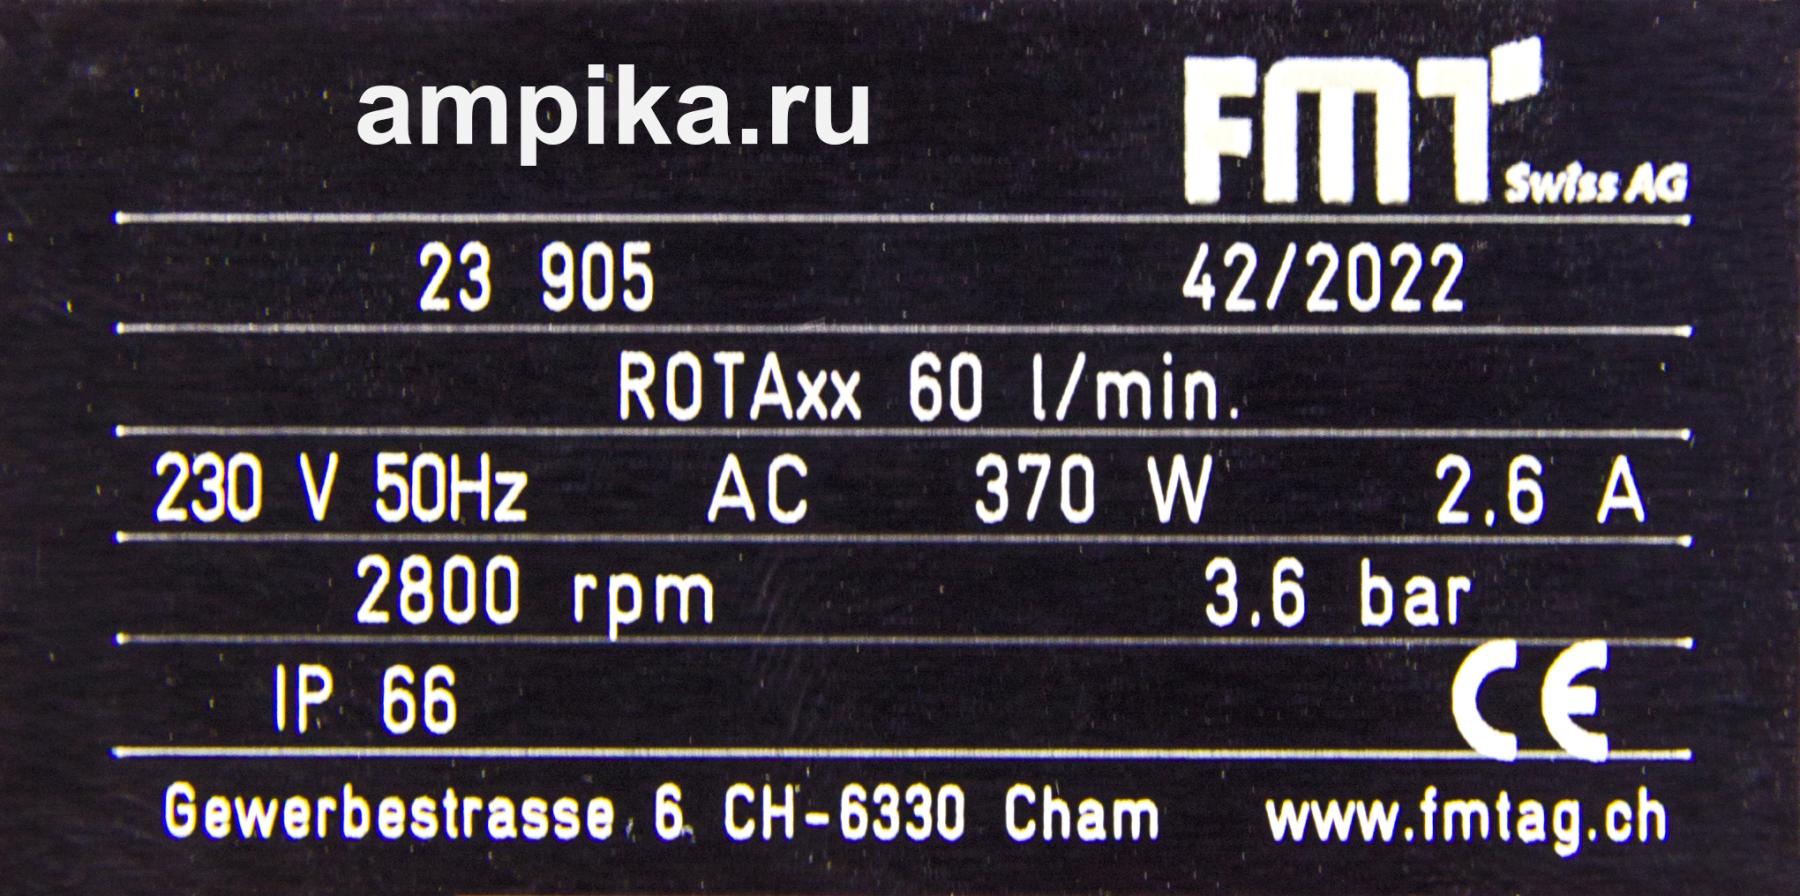 ampika.ru
FMT Swiss AG
23 905 42/2022
ROTAxx 60 l/min.
230 V 50Hz AC 370 W 2.6 A
2800 rpm 3.6 bar
IP 66 CE
Gewerbestrasse 6 CH-6330 Cham www.fmtag.ch